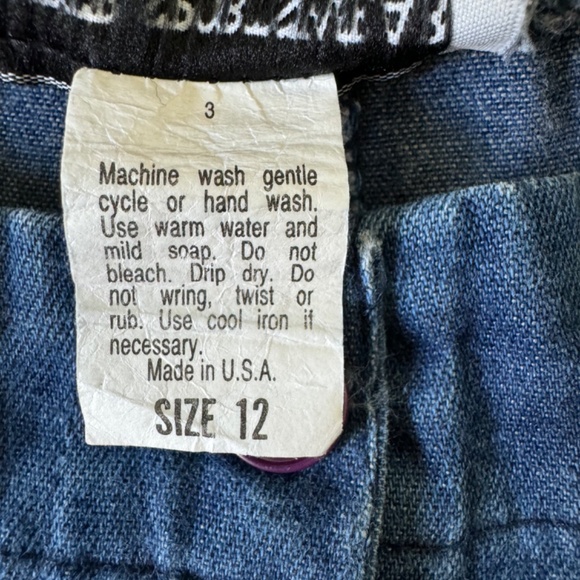 3
Machine wash gentle
cycle or hand wash.
Use warm water and
mild soap. Do not
bleach. Drip dry. Do
not wring, twist or
rub. Use cool iron if
necessary.
Made in U.S.A.
SIZE 12